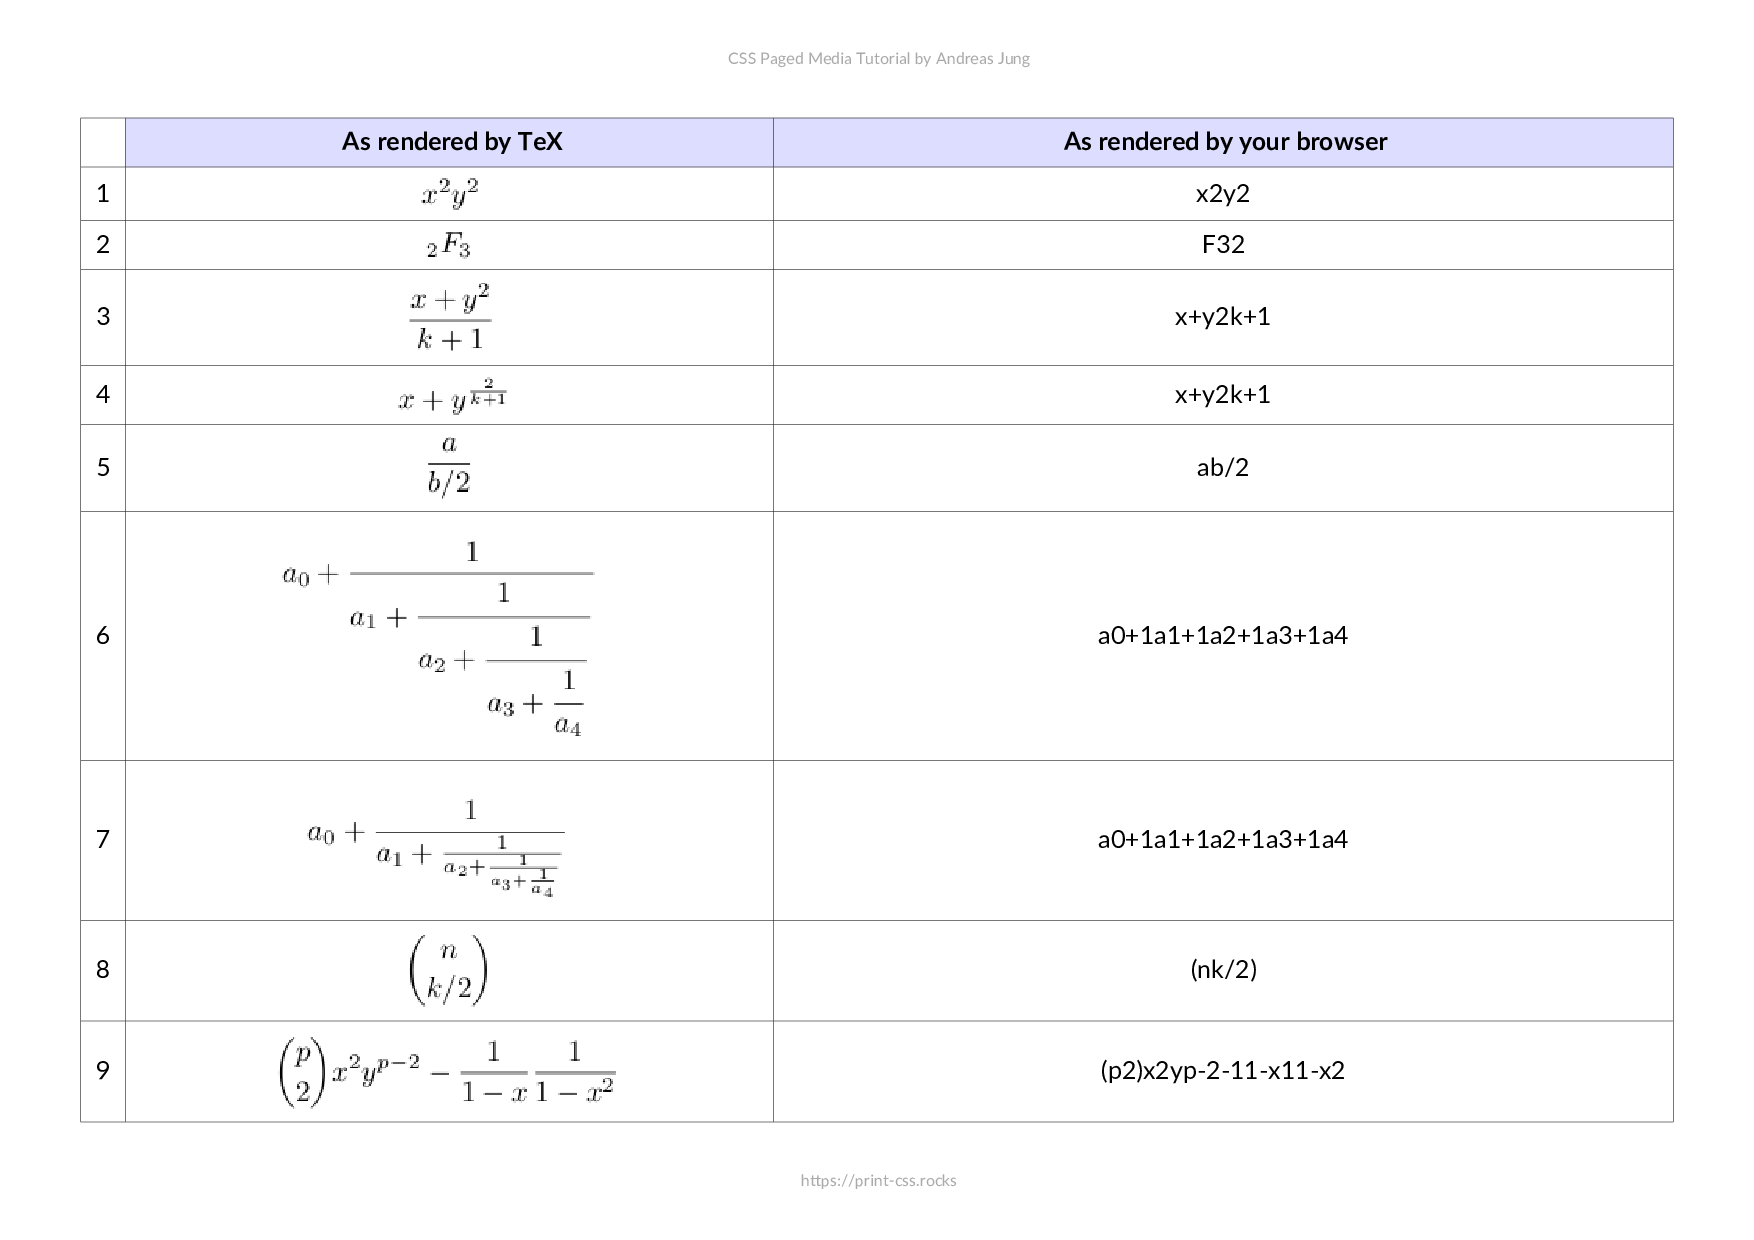 CSS Paged Media Tutorial by Andreas Jung
As rendered by TeX	As rendered by your browser
1	$x^2y^2$	x2y2
2	${}_2F_3$	F32
3	$\frac{x+y^2}{k+1}$	x+y2k+1
4	$x+y^{\frac{2}{k+1}}$	x+y2k+1
5	$\frac{a}{b/2}$	ab/2
6	$a_0+\cfrac{1}{a_1+\cfrac{1}{a_2+\cfrac{1}{a_3+\cfrac{1}{a_4}}}}$	a0+1a1+1a2+1a3+1a4
7	$a_0+\frac{1}{a_1+\frac{1}{a_2+\frac{1}{a_3+\frac{1}{a_4}}}}$	a0+1a1+1a2+1a3+1a4
8	$\binom{n}{k/2}$	(nk/2)
9	$\binom{p}{2}x^2y^{p-2}-\frac{1}{1-x}\frac{1}{1-x^2}$	(p2)x2yp-2-11-x11-x2
https://print-css.rocks